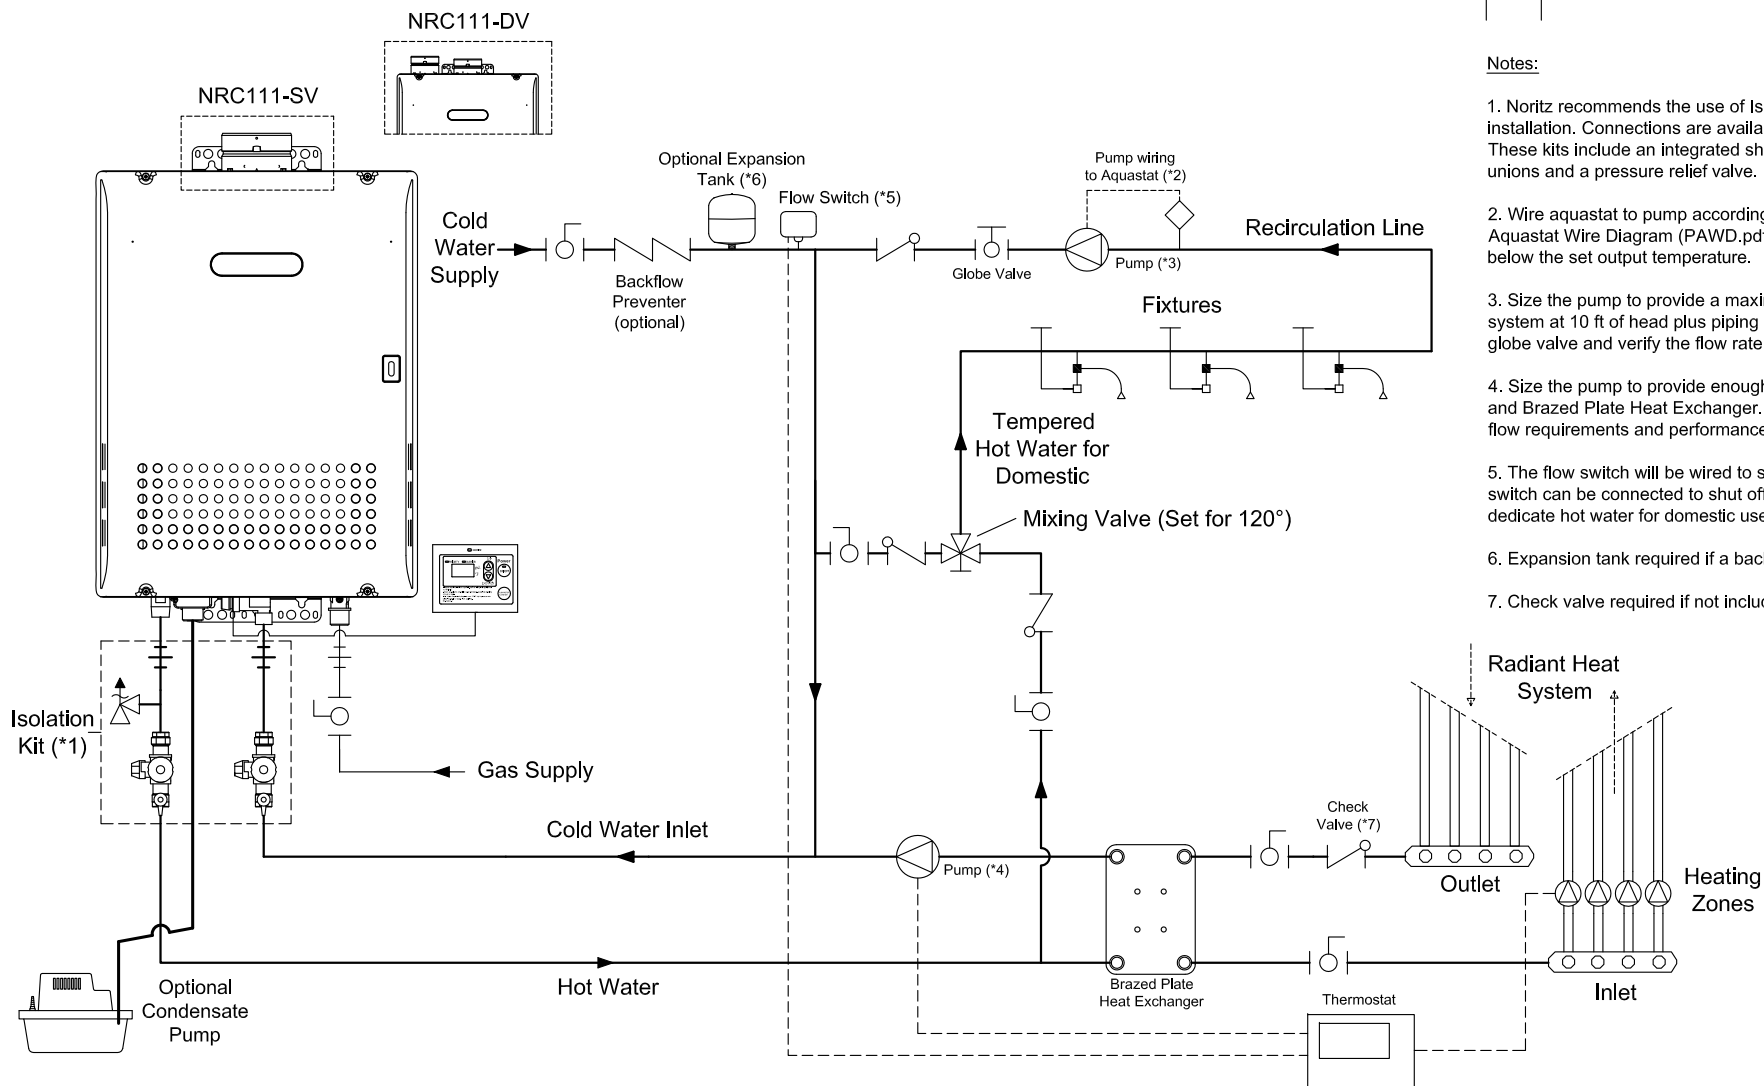 NRC111-DV
NRC111-SV
Optional Expansion
Tank (*6)
Flow Switch (*5)
Pump wiring
to Aquastat (*2)
Cold
Water
Supply
Backflow
Preventer
(optional)
Globe Valve
Pump (*3)
Recirculation Line
Fixtures
Tempered
Hot Water for
Domestic
Mixing Valve (Set for 120°)
Isolation
Kit (*1)
Gas Supply
Cold Water Inlet
Pump (*4)
Hot Water
Optional
Condensate
Pump
Brazed Plate
Heat Exchanger
Check
Valve (*7)
Radiant Heat
System
Outlet
Heating
Zones
Inlet
Thermostat
Notes:
1. Noritz recommends the use of Is
installation. Connections are availa
These kits include an integrated sh
unions and a pressure relief valve.
2. Wire aquastat to pump according
Aquastat Wire Diagram (PAWD.pdf
below the set output temperature.
3. Size the pump to provide a maxi
system at 10 ft of head plus piping
globe valve and verify the flow rate
4. Size the pump to provide enough
and Brazed Plate Heat Exchanger.
flow requirements and performance
5. The flow switch will be wired to s
switch can be connected to shut off
dedicate hot water for domestic use
6. Expansion tank required if a back
7. Check valve required if not includ